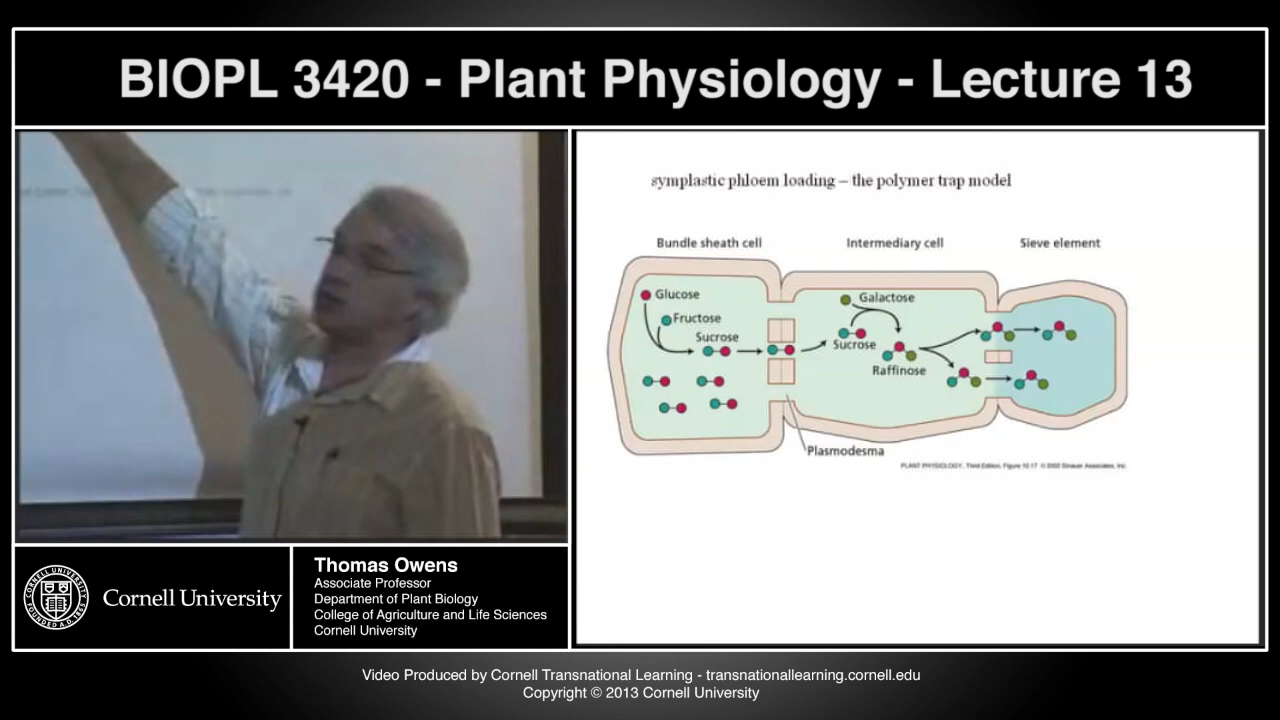 BIOPL 3420 - Plant Physiology - Lecture 13
symplastic phloem loading – the polymer trap model
Bundle sheath cell
Intermediary cell
Sieve element
Glucose
Fructose
Sucrose
Galactose
Sucrose
Raffinose
Plasmodesma
PLANT PHYSIOLOGY, Third Edition, Figure 10.17 © 2002 Sinauer Associates, Inc.
Cornell University
Thomas Owens
Associate Professor
Department of Plant Biology
College of Agriculture and Life Sciences
Cornell University
Video Produced by Cornell Transnational Learning - transnationallearning.cornell.edu
Copyright © 2013 Cornell University